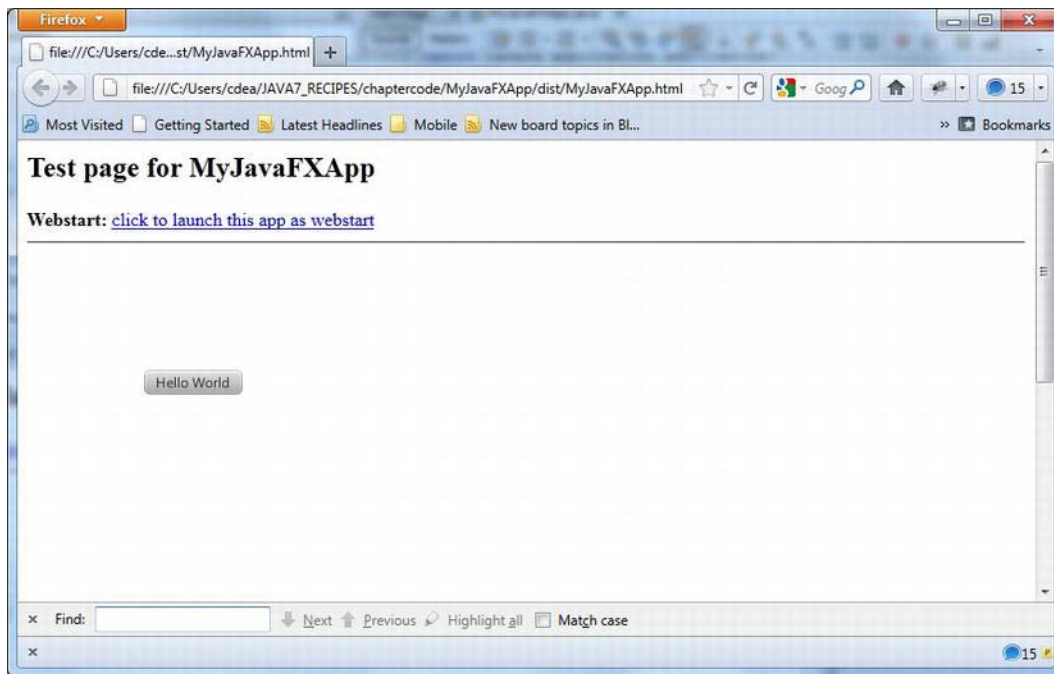 Firefox
file:///C:/Users/cde...st/MyJavaFXApp.html
file:///C:/Users/cdea/JAVA7_RECIPES/chaptercode/MyJavaFXApp/dist/MyJavaFXApp.html Goog 15
Most Visited Getting Started Latest Headlines Mobile New board topics in Bl... » Bookmarks
Test page for MyJavaFXApp
Webstart: click to launch this app as webstart
Hello World
× Find: Next Previous Highlight all Match case
× 15